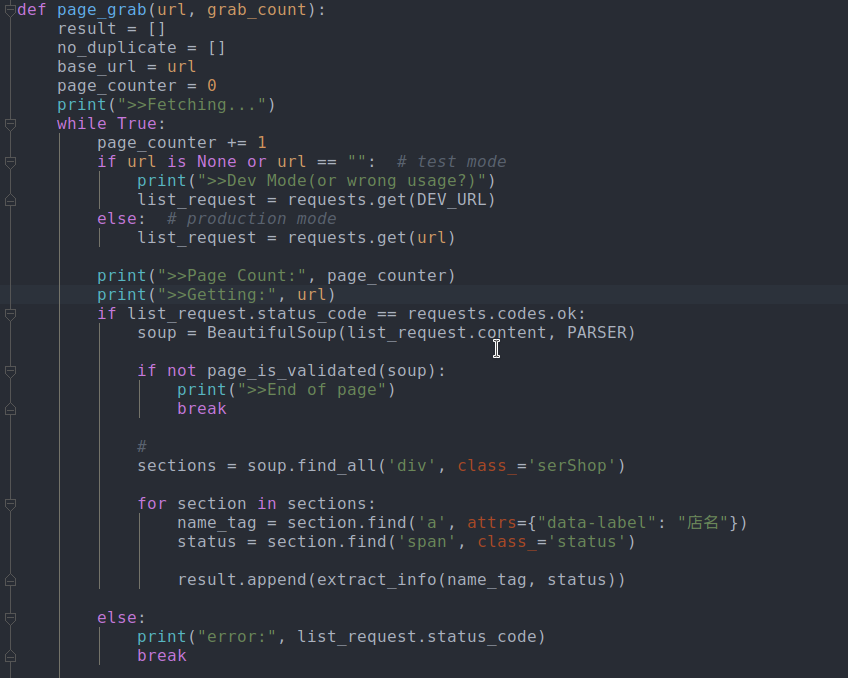 def page_grab(url, grab_count):
    result = []
    no_duplicate = []
    base_url = url
    page_counter = 0
    print(">>Fetching...")
    while True:
        page_counter += 1
        if url is None or url == "":  # test mode
            print(">>Dev Mode(or wrong usage?)")
            list_request = requests.get(DEV_URL)
        else:  # production mode
            list_request = requests.get(url)

        print(">>Page Count:", page_counter)
        print(">>Getting:", url)
        if list_request.status_code == requests.codes.ok:
            soup = BeautifulSoup(list_request.content, PARSER)

            if not page_is_validated(soup):
                print(">>End of page")
                break

            #
            sections = soup.find_all('div', class_='serShop')

            for section in sections:
                name_tag = section.find('a', attrs={"data-label": "店名"})
                status = section.find('span', class_='status')

                result.append(extract_info(name_tag, status))

        else:
            print("error:", list_request.status_code)
            break